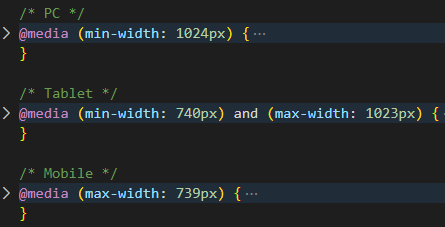 /* PC */
@media (min-width: 1024px) {⋯
}
/* Tablet */
@media (min-width: 740px) and (max-width: 1023px) {⋯
}
/* Mobile */
@media (max-width: 739px) {⋯
}